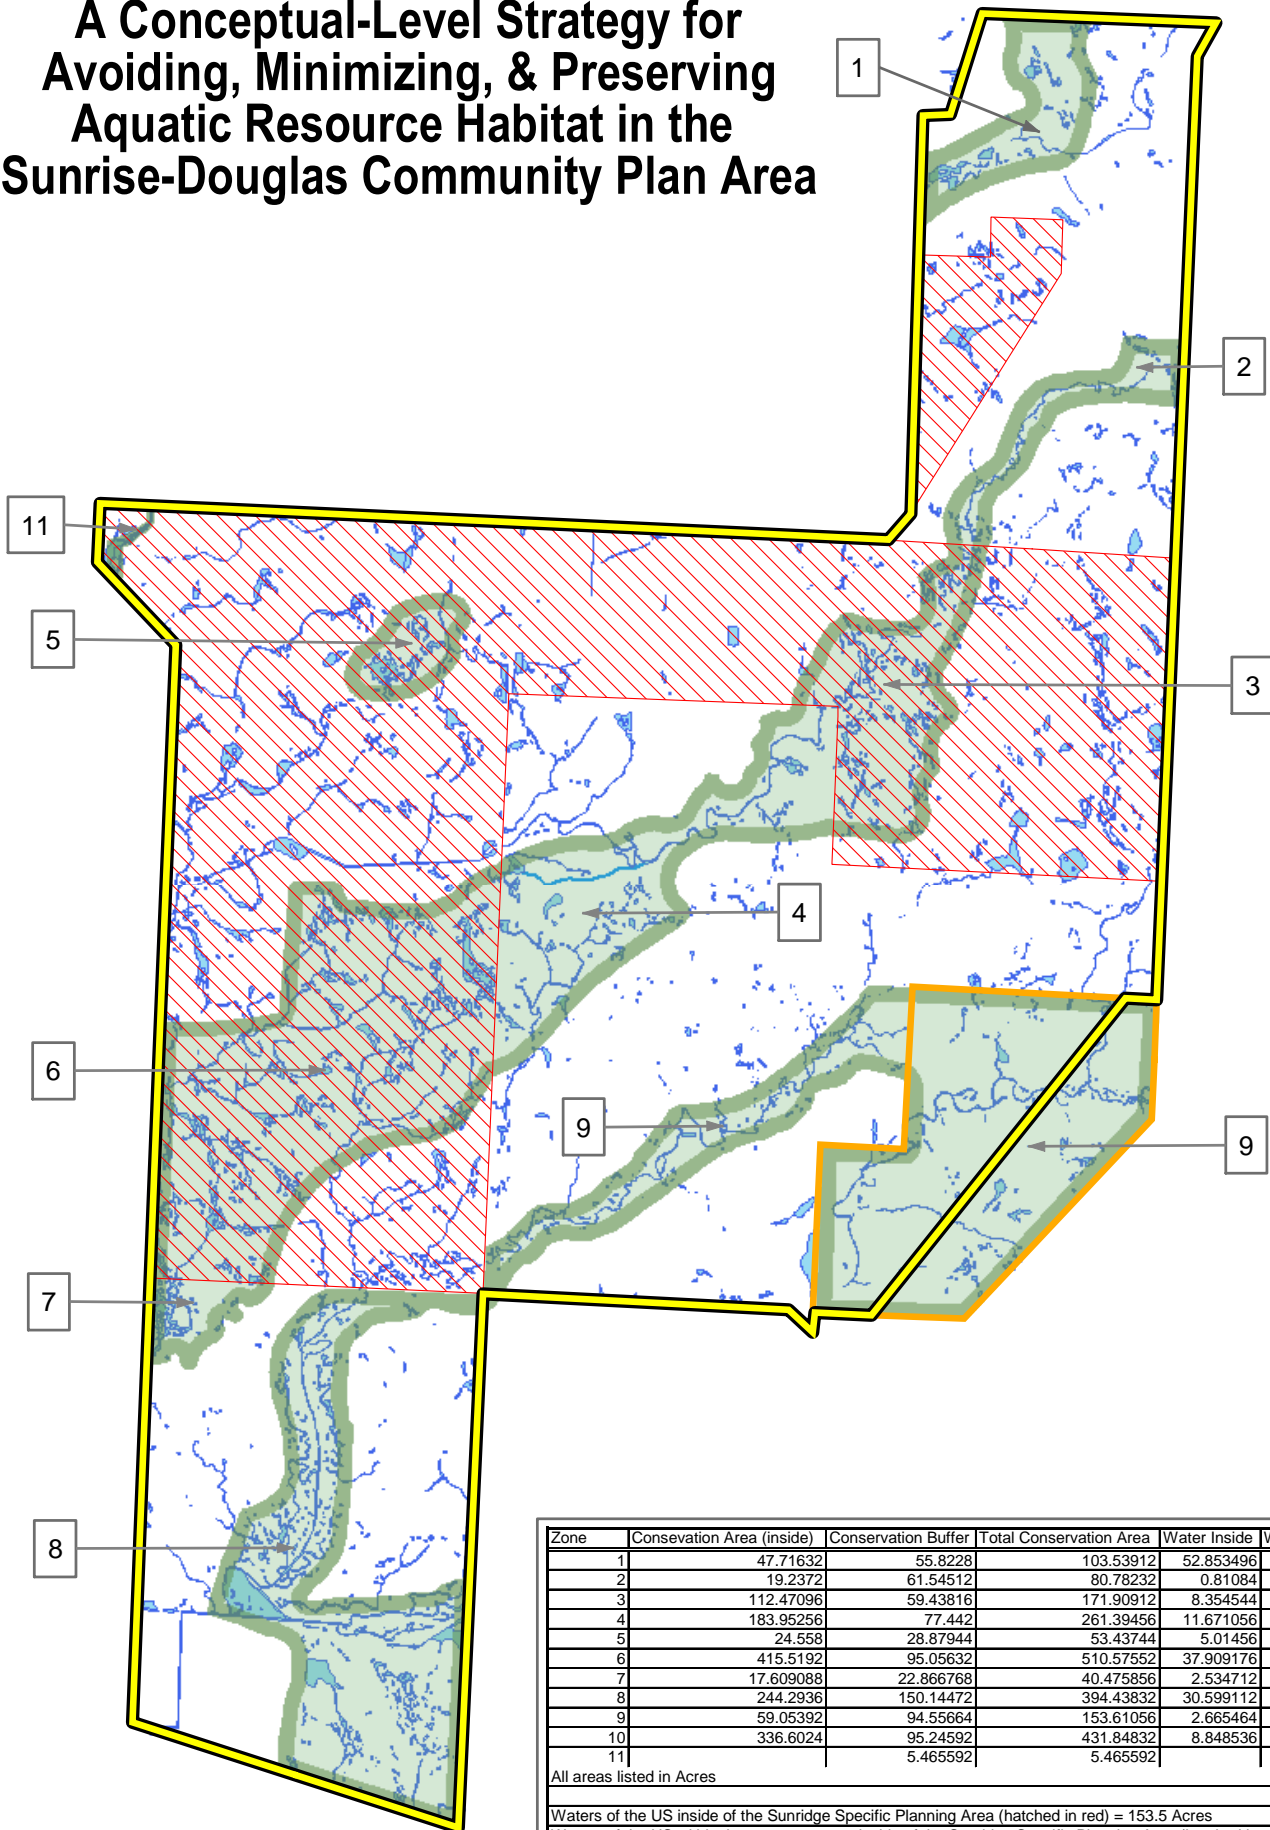 A Conceptual-Level Strategy for
Avoiding, Minimizing, & Preserving
Aquatic Resource Habitat in the
Sunrise-Douglas Community Plan Area
1
2
11
5
3
4
6
9
9
7
8
Zone Consevation Area (inside) Conservation Buffer Total Conservation Area Water Inside W
1 47.71632 55.8228 103.53912 52.853496
2 19.2372 61.54512 80.78232 0.81084
3 112.47096 59.43816 171.90912 8.354544
4 183.95256 77.442 261.39456 11.671056
5 24.558 28.87944 53.43744 5.01456
6 415.5192 95.05632 510.57552 37.909176
7 17.609088 22.866768 40.475856 2.534712
8 244.2936 150.14472 394.43832 30.599112
9 59.05392 94.55664 153.61056 2.665464
10 336.6024 95.24592 431.84832 8.848536
11 5.465592 5.465592
All areas listed in Acres
Waters of the US inside of the Sunridge Specific Planning Area (hatched in red) = 153.5 Acres